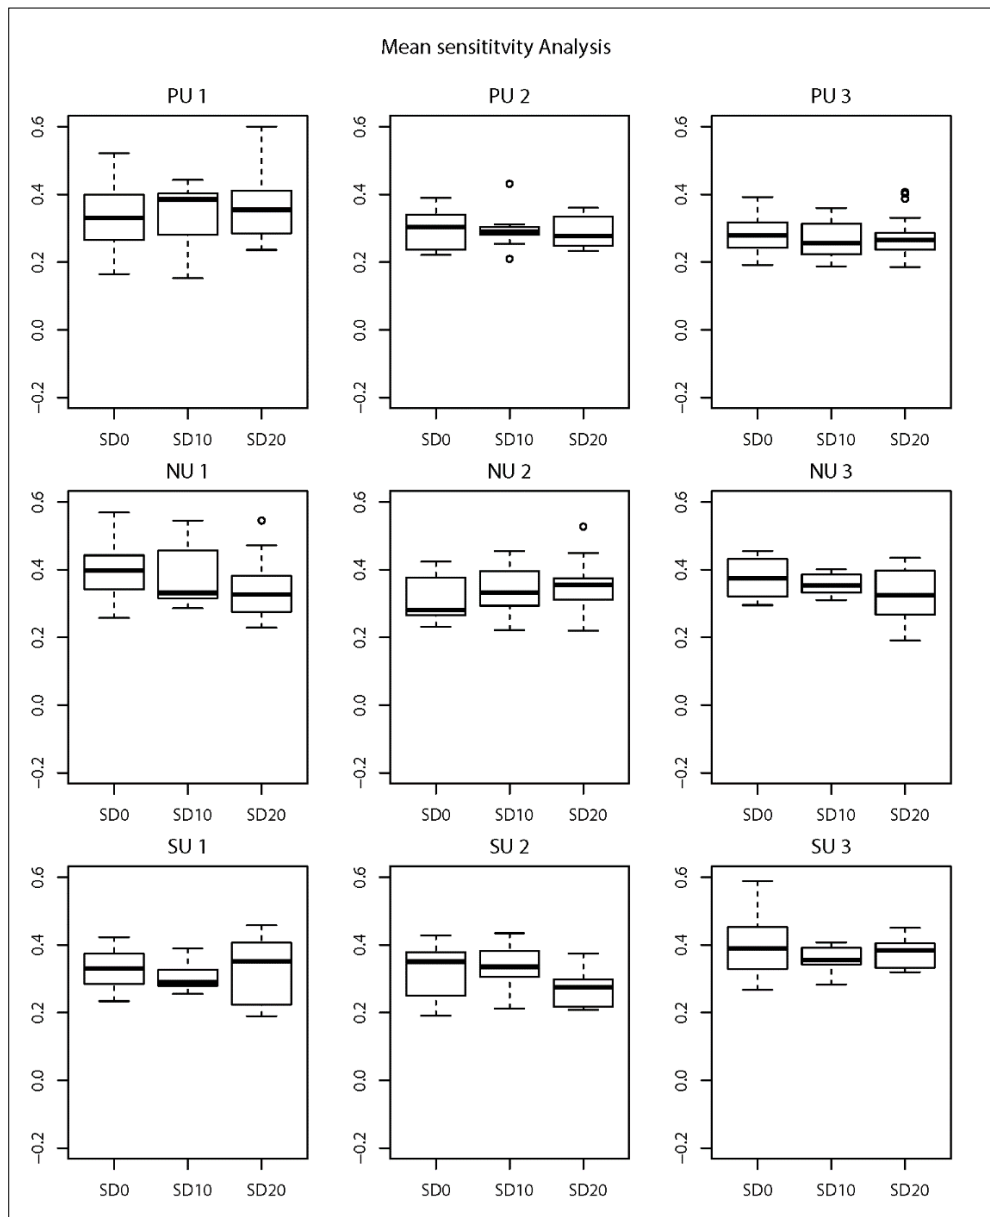 Mean sensititvity Analysis
PU 1 PU 2 PU 3
0.6 0.6 0.6
0.4 0.4 0.4
0.2 0.2 0.2
0.0 0.0 0.0
−0.2 −0.2 −0.2
SD0 SD10 SD20 SD0 SD10 SD20 SD0 SD10 SD20
NU 1 NU 2 NU 3
0.6 0.6 0.6
0.4 0.4 0.4
0.2 0.2 0.2
0.0 0.0 0.0
−0.2 −0.2 −0.2
SD0 SD10 SD20 SD0 SD10 SD20 SD0 SD10 SD20
SU 1 SU 2 SU 3
0.6 0.6 0.6
0.4 0.4 0.4
0.2 0.2 0.2
0.0 0.0 0.0
−0.2 −0.2 −0.2
SD0 SD10 SD20 SD0 SD10 SD20 SD0 SD10 SD20